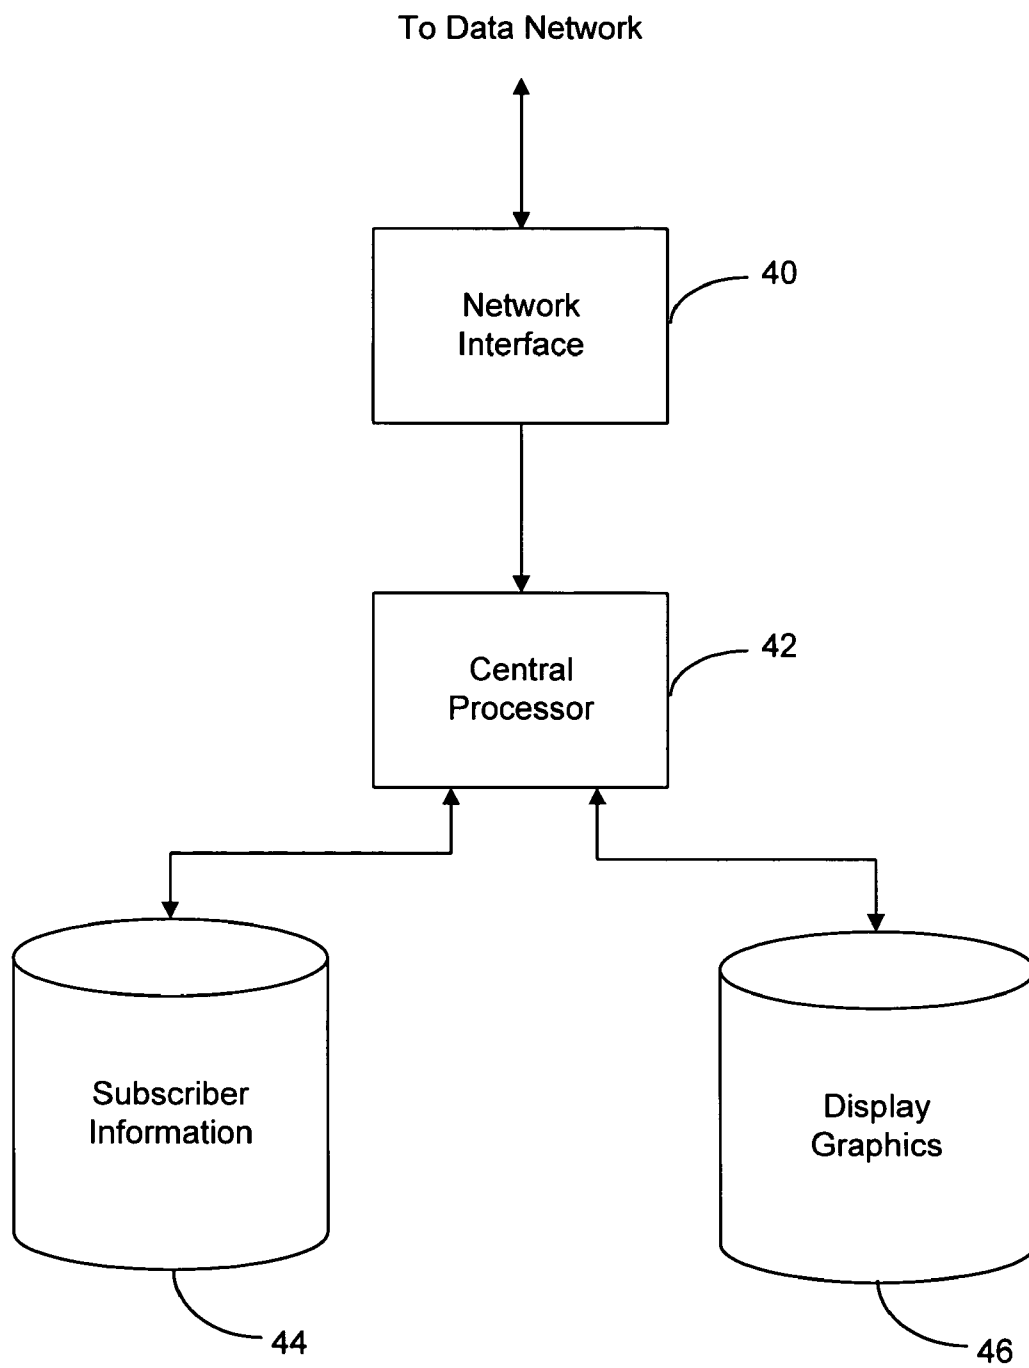 To Data Network
Network
Interface
40
Central
Processor
42
Subscriber
Information
Display
Graphics
44
46